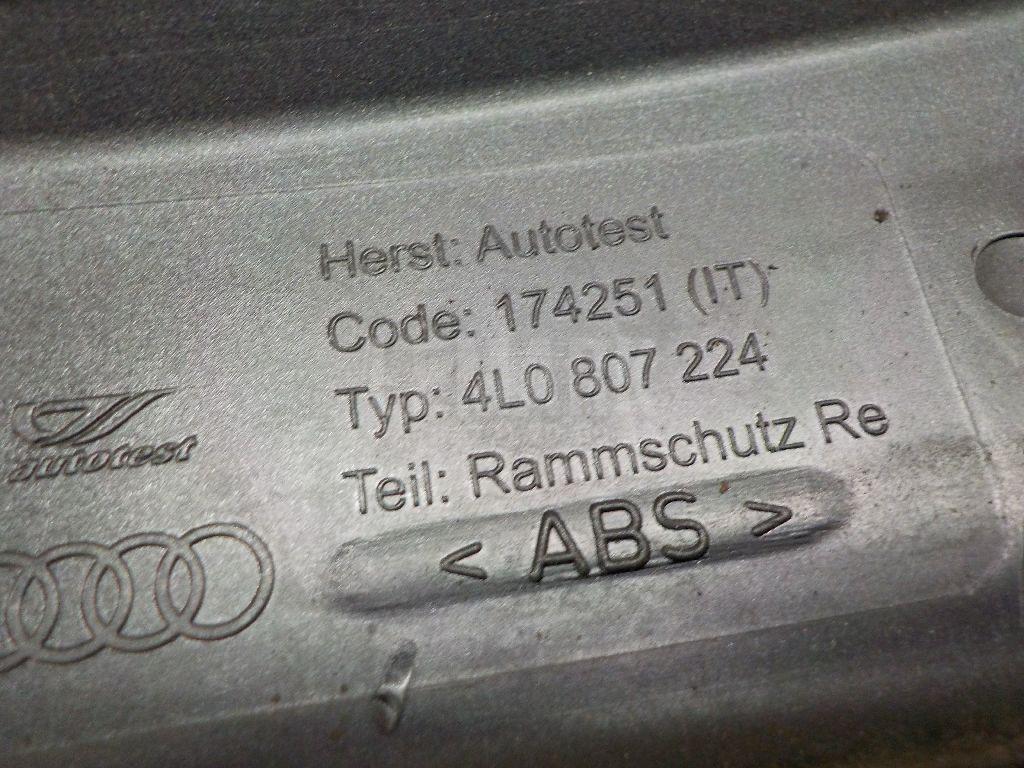 Herst: Autotest
Code: 174251 (IT)
Typ: 4L0 807 224
Teil: Rammschutz Re
< ABS >
autotest